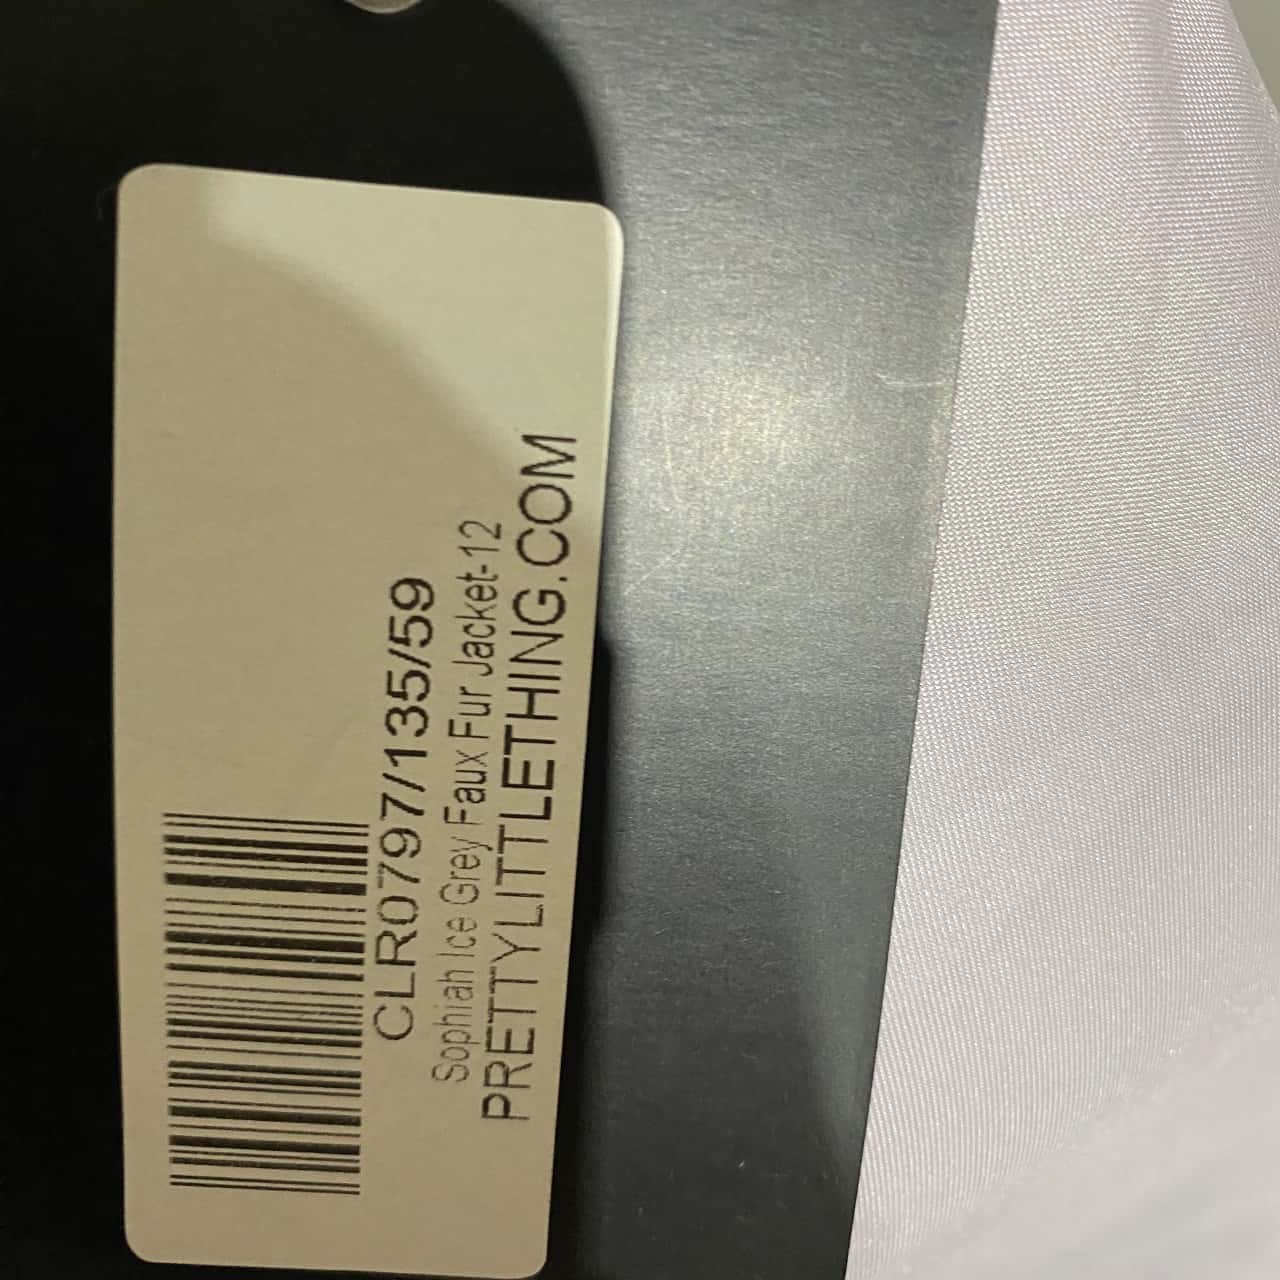 CLR0797/135/59
Sophiah Ice Grey Faux Fur Jacket-12
PRETTYLITTLETHING.COM